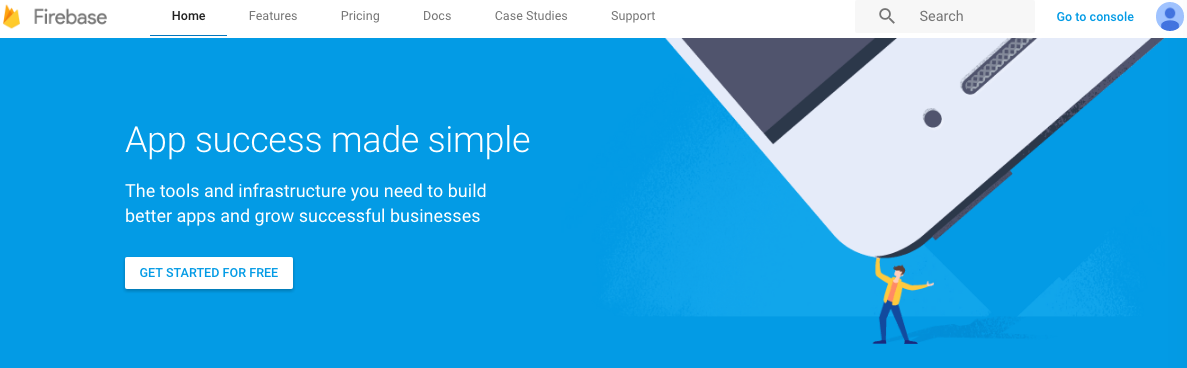 Firebase
Home
Features
Pricing
Docs
Case Studies
Support
Search
Go to console
App success made simple
The tools and infrastructure you need to build
better apps and grow successful businesses
GET STARTED FOR FREE